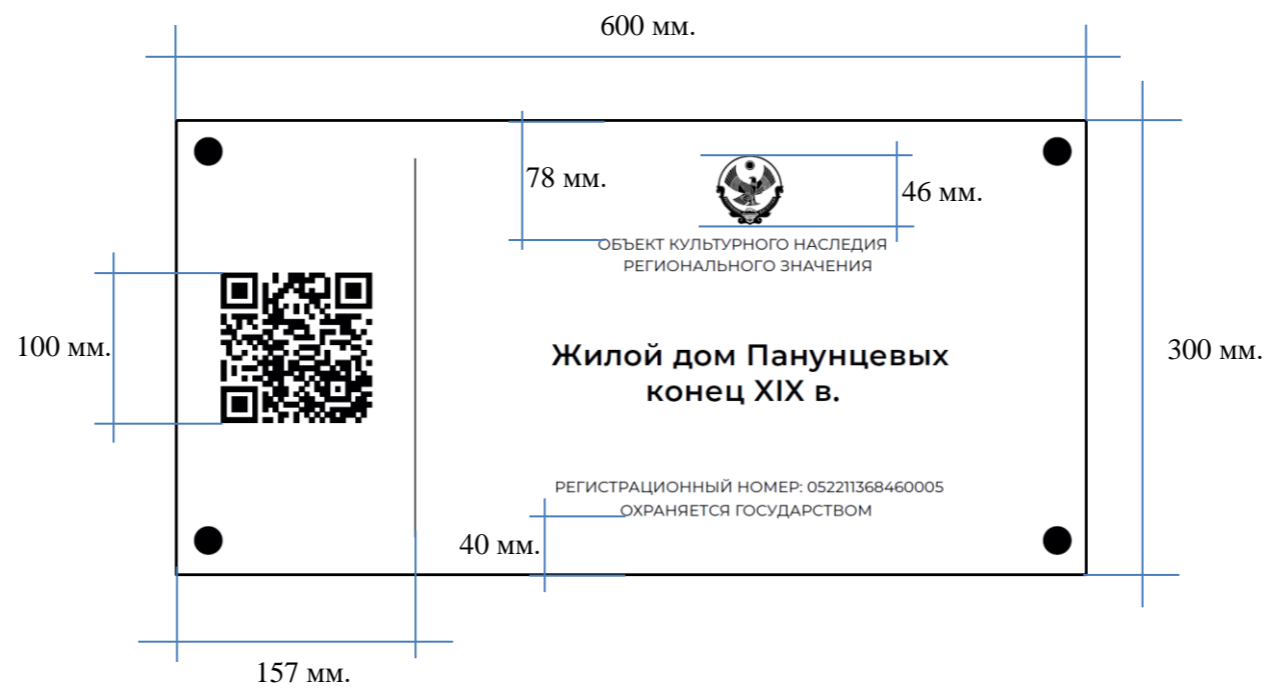 600 мм.
78 мм.
46 мм.
ОБЪЕКТ КУЛЬТУРНОГО НАСЛЕДИЯ
РЕГИОНАЛЬНОГО ЗНАЧЕНИЯ
100 мм.
300 мм.
Жилой дом Панунцевых
конец XIX в.
РЕГИСТРАЦИОННЫЙ НОМЕР: 052211368460005
ОХРАНЯЕТСЯ ГОСУДАРСТВОМ
40 мм.
157 мм.